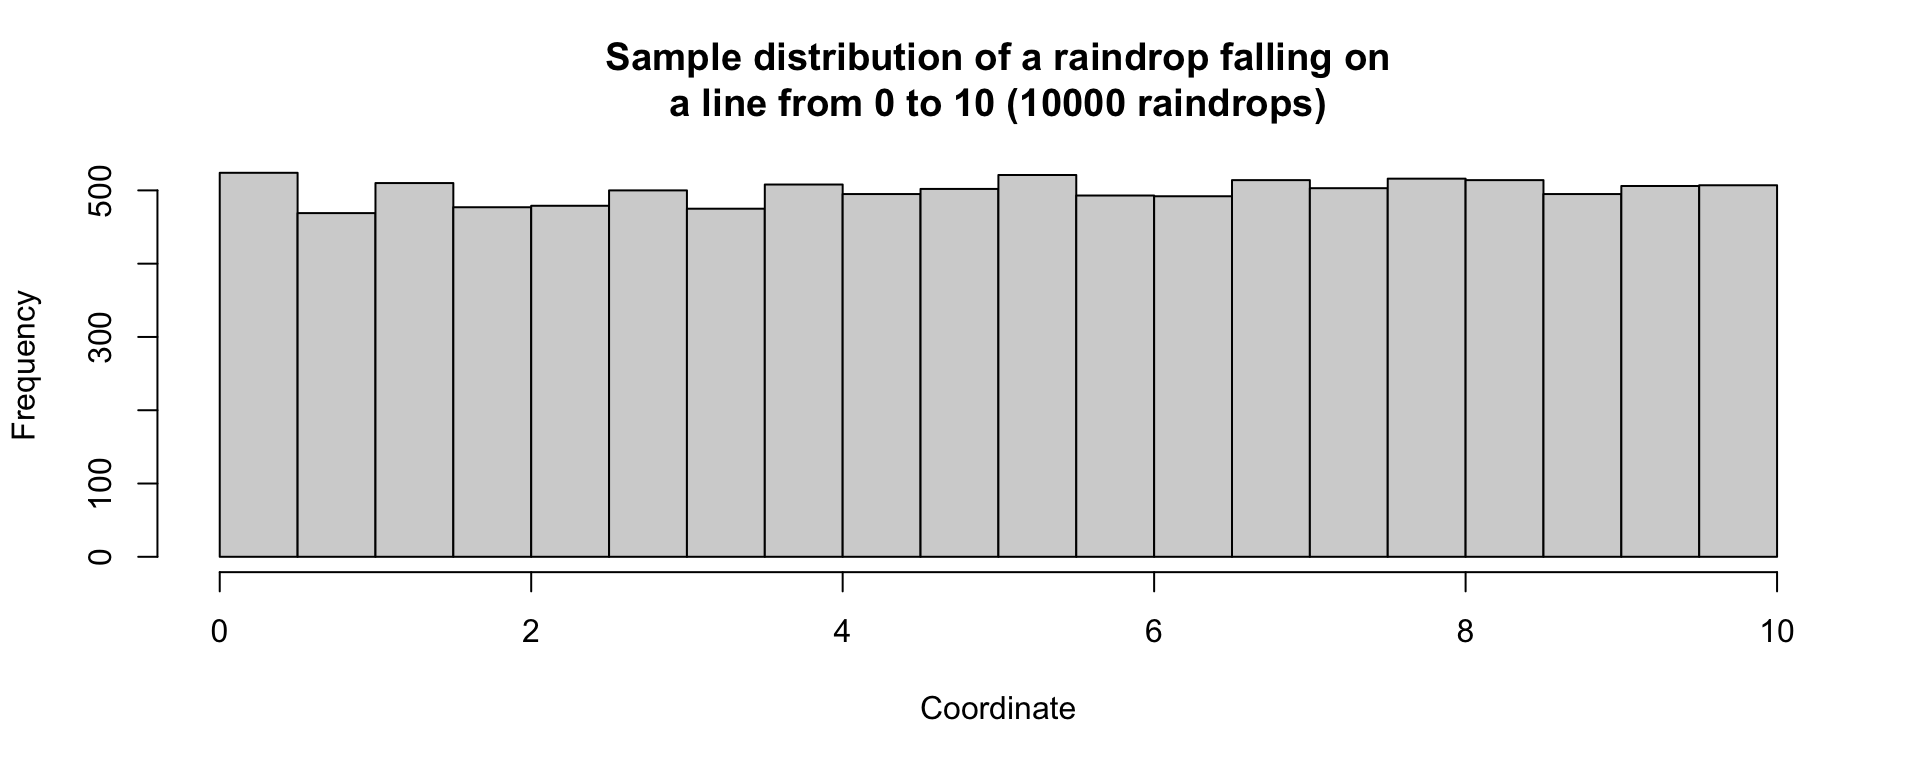 Sample distribution of a raindrop falling on
a line from 0 to 10 (10000 raindrops)
Frequency
500
300
100
0
0 2 4 6 8 10
Coordinate